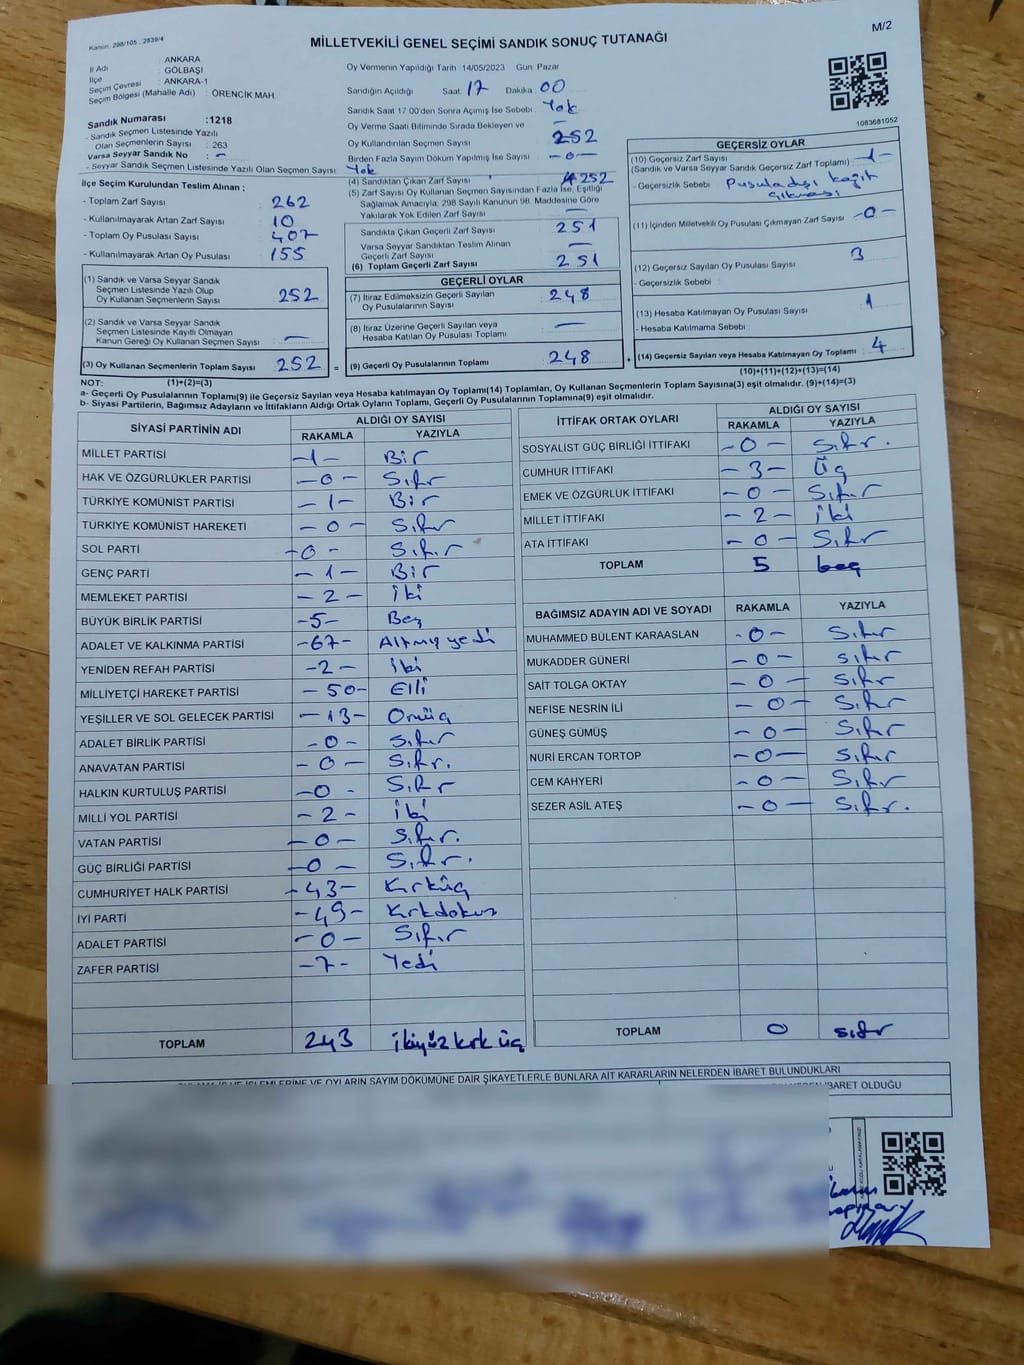 Kanun, 298/105 , 2839/4
M/2
MİLLETVEKİLİ GENEL SEÇİMİ SANDIK SONUÇ TUTANAĞI
İl Adı : ANKARA
İlçe : GÖLBAŞI
Seçim Çevresi : ANKARA-1
Seçim Bölgesi (Mahalle Adı) : ÖRENCİK MAH.
Sandık Numarası :1218
- Sandık Seçmen Listesinde Yazılı
Olan Seçmenlerin Sayısı : 263
Varsa Seyyar Sandık No : -
- Seyyar Sandık Seçmen Listesinde Yazılı Olan Seçmen Sayısı
Oy Vermenin Yapıldığı Tarih :14/05/2023 Gün: Pazar
Sandığın Açıldığı Saat: 17 Dakika: 00
Sandık Saat 17.00'den Sonra Açılmış İse Sebebi : Yok
Oy Verme Saati Bitiminde Sırada Bekleyen ve : -
Oy Kullandırılan Seçmen Sayısı 252
Birden Fazla Sayım Döküm Yapılmış İse Sayısı : -0-
Yok
(4) Sandıktan Çıkan Zarf Sayısı 252
(5) Zarf Sayısı Oy Kullanan Seçmen Sayısından Fazla İse, Eşitliği
Sağlamak Amacıyla, 298 Sayılı Kanunun 98. Maddesine Göre
Yakılarak Yok Edilen Zarf Sayısı -
Sandıkta Çıkan Geçerli Zarf Sayısı 251
Varsa Seyyar Sandıktan Teslim Alınan
Geçerli Zarf Sayısı -
(6) Toplam Geçerli Zarf Sayısı : 251
1083681052
GEÇERSİZ OYLAR
(10) Geçersiz Zarf Sayısı : -1-
(Sandık ve Varsa Seyyar Sandık Geçersiz Zarf Toplamı)
- Geçersizlik Sebebi : Pusula dışı kağıt
çıkması
(11) İçinden Milletvekili Oy Pusulası Çıkmayan Zarf Sayısı : -0-
(12) Geçersiz Sayılan Oy Pusulası Sayısı : 3
- Geçersizlik Sebebi :
(13) Hesaba Katılmayan Oy Pusulası Sayısı : 1
- Hesaba Katılmama Sebebi :
(14) Geçersiz Sayılan veya Hesaba Katılmayan Oy Toplamı : 4
(10)+(11)+(12)+(13)=(14)
İlçe Seçim Kurulundan Teslim Alınan ;
- Toplam Zarf Sayısı : 262
- Kullanılmayarak Artan Zarf Sayısı : 10
- Toplam Oy Pusulası Sayısı : 407
- Kullanılmayarak Artan Oy Pusulası : 155
(1) Sandık ve Varsa Seyyar Sandık
Seçmen Listesinde Yazılı Olup
Oy Kullanan Seçmenlerin Sayısı : 252
(2) Sandık ve Varsa Seyyar Sandık
Seçmen Listesinde Kayıtlı Olmayan
Kanun Gereği Oy Kullanan Seçmen Sayısı : -
(3) Oy Kullanan Seçmenlerin Toplam Sayısı : 252
(1)+(2)=(3)
GEÇERLİ OYLAR
(7) İtiraz Edilmeksizin Geçerli Sayılan
Oy Pusulalarının Sayısı : 248
(8) İtiraz Üzerine Geçerli Sayılan veya
Hesaba Katılan Oy Pusulası Toplamı : -
= (9) Geçerli Oy Pusulalarının Toplamı : 248 +
NOT:
a- Geçerli Oy Pusulalarının Toplamı(9) ile Geçersiz Sayılan veya Hesaba Katılmayan Oy Toplamı(14) Toplamları, Oy Kullanan Seçmenlerin Toplam Sayısına(3) eşit olmalıdır. (9)+(14)=(3)
b- Siyasi Partilerin, Bağımsız Adayların ve İttifakların Aldığı Ortak Oyların Toplamı, Geçerli Oy Pusulalarının Toplamına(9) eşit olmalıdır.
SİYASİ PARTİNİN ADI ALDIĞI OY SAYISI
RAKAMLA YAZIYLA
MİLLET PARTİSİ -1- Bir
HAK VE ÖZGÜRLÜKLER PARTİSİ -0- Sıfır
TÜRKİYE KOMÜNİST PARTİSİ -1- Bir
TÜRKİYE KOMÜNİST HAREKETİ -0- Sıfır
SOL PARTİ -0- Sıfır
GENÇ PARTİ -1- Bir
MEMLEKET PARTİSİ -2- iki
BÜYÜK BİRLİK PARTİSİ -5- Beş
ADALET VE KALKINMA PARTİSİ -67- Altmış yedi
YENİDEN REFAH PARTİSİ -2- iki
MİLLİYETÇİ HAREKET PARTİSİ -50- Elli
YEŞİLLER VE SOL GELECEK PARTİSİ -13- Onüç
ADALET BİRLİK PARTİSİ -0- Sıfır
ANAVATAN PARTİSİ -0- Sıfır.
HALKIN KURTULUŞ PARTİSİ -0- Sıfır
MİLLİ YOL PARTİSİ -2- iki
VATAN PARTİSİ -0- Sıfır.
GÜÇ BİRLİĞİ PARTİSİ -0- Sıfır.
CUMHURİYET HALK PARTİSİ -43- Kırküç
İYİ PARTİ -49- Kırkdokuz
ADALET PARTİSİ -0- Sıfır
ZAFER PARTİSİ -7- Yedi
TOPLAM 243 ikiyüz kırk üç
İTTİFAK ORTAK OYLARI ALDIĞI OY SAYISI
RAKAMLA YAZIYLA
SOSYALİST GÜÇ BİRLİĞİ İTTİFAKI -0- Sıfır.
CUMHUR İTTİFAKI -3- Üç
EMEK VE ÖZGÜRLÜK İTTİFAKI -0- Sıfır
MİLLET İTTİFAKI -2- iki
ATA İTTİFAKI -0- Sıfır
TOPLAM 5 beş
BAĞIMSIZ ADAYIN ADI VE SOYADI RAKAMLA YAZIYLA
MUHAMMED BÜLENT KARAASLAN -0- Sıfır
MUKADDER GÜNERİ -0- Sıfır
SAİT TOLGA OKTAY -0- Sıfır
NEFİSE NESRİN İLİ -0- Sıfır
GÜNEŞ GÜMÜŞ -0- Sıfır
NURİ ERCAN TORTOP -0- Sıfır
CEM KAHYERİ -0- Sıfır
SEZER ASİL ATEŞ -0- Sıfır.
TOPLAM 0 sıfır
İŞLEMLERİNE VE OYLARIN SAYIM DÖKÜMÜNE DAİR ŞİKAYETLERLE BUNLARA AİT KARARLARIN NELERDEN İBARET BULUNDUKLARI
İBARET OLDUĞU